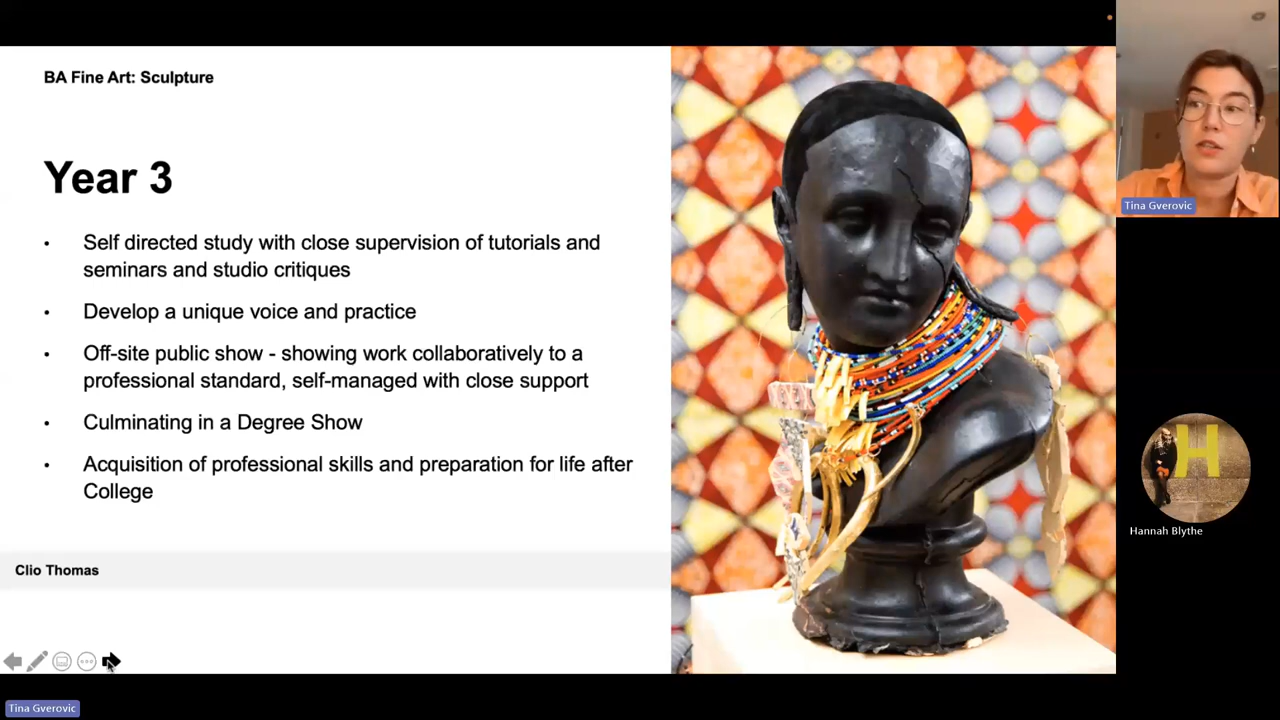 BA Fine Art: Sculpture
Year 3
• Self directed study with close supervision of tutorials and
seminars and studio critiques
• Develop a unique voice and practice
• Off-site public show - showing work collaboratively to a
professional standard, self-managed with close support
• Culminating in a Degree Show
• Acquisition of professional skills and preparation for life after
College
Clio Thomas
Tina Gverovic
Tina Gverovic
H
Hannah Blythe